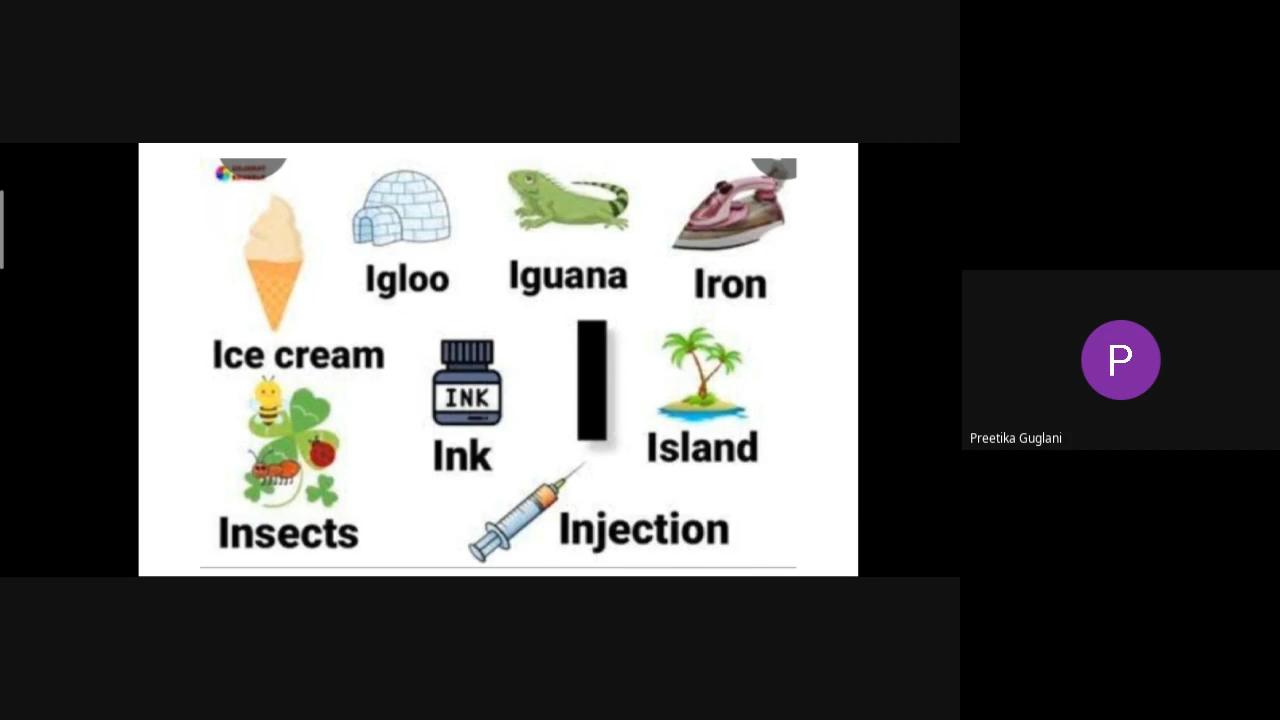 Igloo
Iguana
Iron
Ice cream
INK
Ink
I
Island
Insects
Injection
P
Preetika Guglani